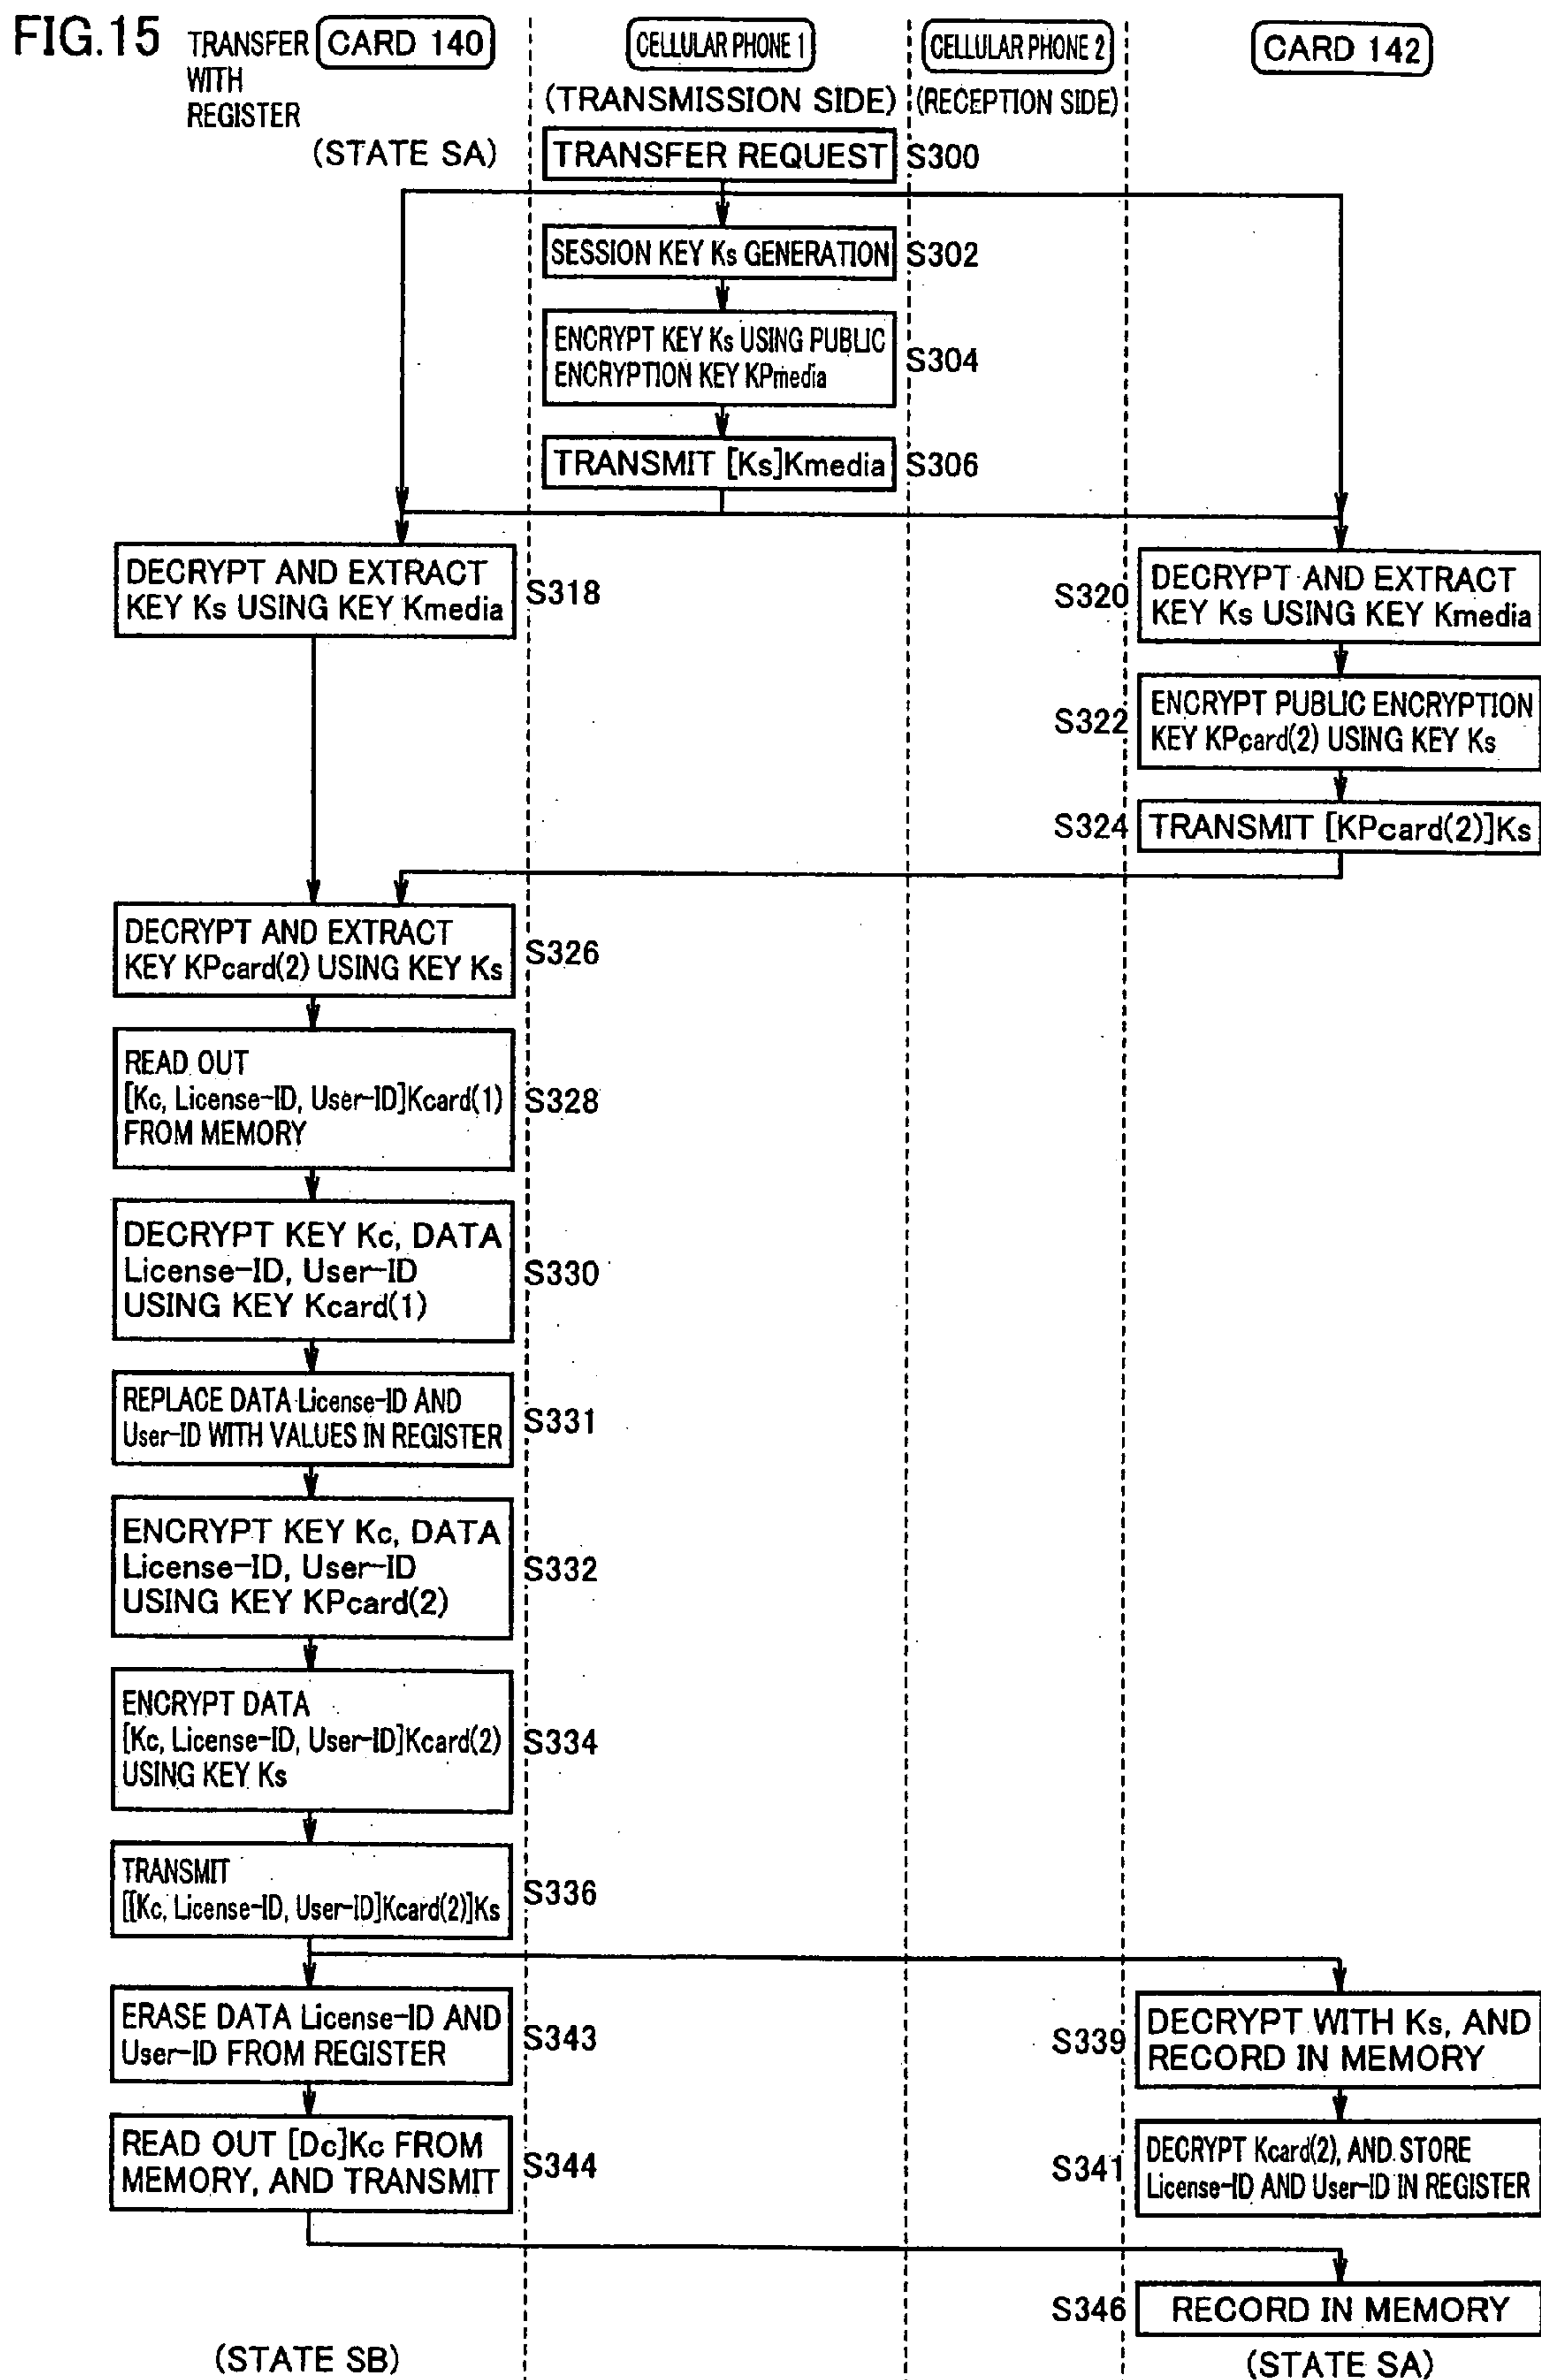 FIG.15
TRANSFER
WITH
REGISTER
CARD 140
CELLULAR PHONE 1
CELLULAR PHONE 2
CARD 142
(TRANSMISSION SIDE)
(RECEPTION SIDE)
(STATE SA)
TRANSFER REQUEST
S300
SESSION KEY Ks GENERATION
S302
ENCRYPT KEY Ks USING PUBLIC
ENCRYPTION KEY KPmedia
S304
TRANSMIT [Ks]Kmedia
S306
DECRYPT AND EXTRACT
KEY Ks USING KEY Kmedia
S318
S320
DECRYPT AND EXTRACT
KEY Ks USING KEY Kmedia
S322
ENCRYPT PUBLIC ENCRYPTION
KEY KPcard(2) USING KEY Ks
S324
TRANSMIT [KPcard(2)]Ks
DECRYPT AND EXTRACT
KEY KPcard(2) USING KEY Ks
S326
READ OUT
[Kc, License-ID, User-ID]Kcard(1)
FROM MEMORY
S328
DECRYPT KEY Kc, DATA
License-ID, User-ID
USING KEY Kcard(1)
S330
REPLACE DATA License-ID AND
User-ID WITH VALUES IN REGISTER
S331
ENCRYPT KEY Kc, DATA
License-ID, User-ID
USING KEY KPcard(2)
S332
ENCRYPT DATA
[Kc, License-ID, User-ID]Kcard(2)
USING KEY Ks
S334
TRANSMIT
[[Kc, License-ID, User-ID]Kcard(2)]Ks
S336
ERASE DATA License-ID AND
User-ID FROM REGISTER
S343
S339
DECRYPT WITH Ks, AND
RECORD IN MEMORY
READ OUT [Dc]Kc FROM
MEMORY, AND TRANSMIT
S344
S341
DECRYPT Kcard(2), AND STORE
License-ID AND User-ID IN REGISTER
S346
RECORD IN MEMORY
(STATE SB)
(STATE SA)